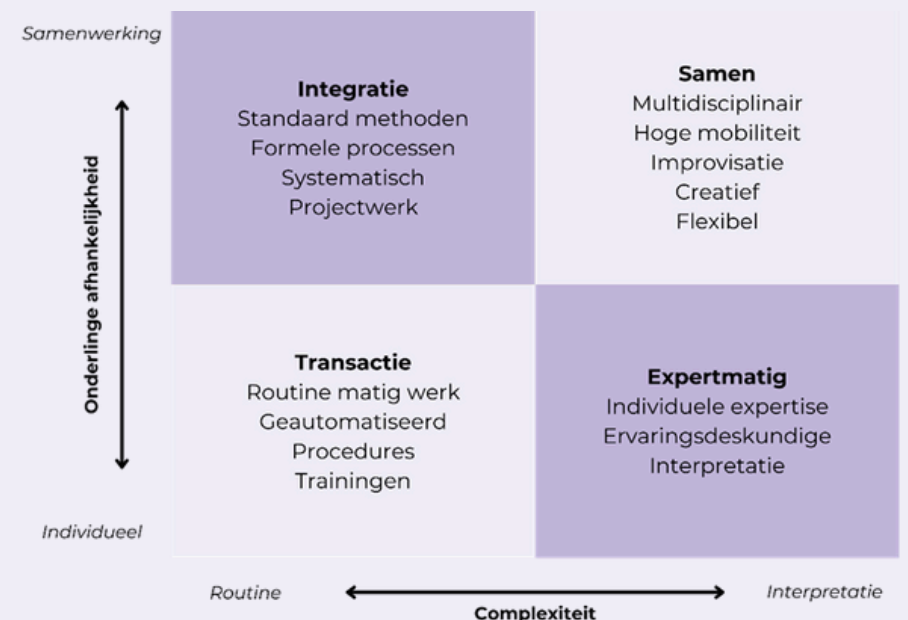 Samenwerking
Integratie
Standaard methoden
Formele processen
Systematisch
Projectwerk
Samen
Multidisciplinair
Hoge mobiliteit
Improvisatie
Creatief
Flexibel
Onderlinge afhankelijkheid
Transactie
Routine matig werk
Geautomatiseerd
Procedures
Trainingen
Expertmatig
Individuele expertise
Ervaringsdeskundige
Interpretatie
Individueel
Routine
Interpretatie
Complexiteit